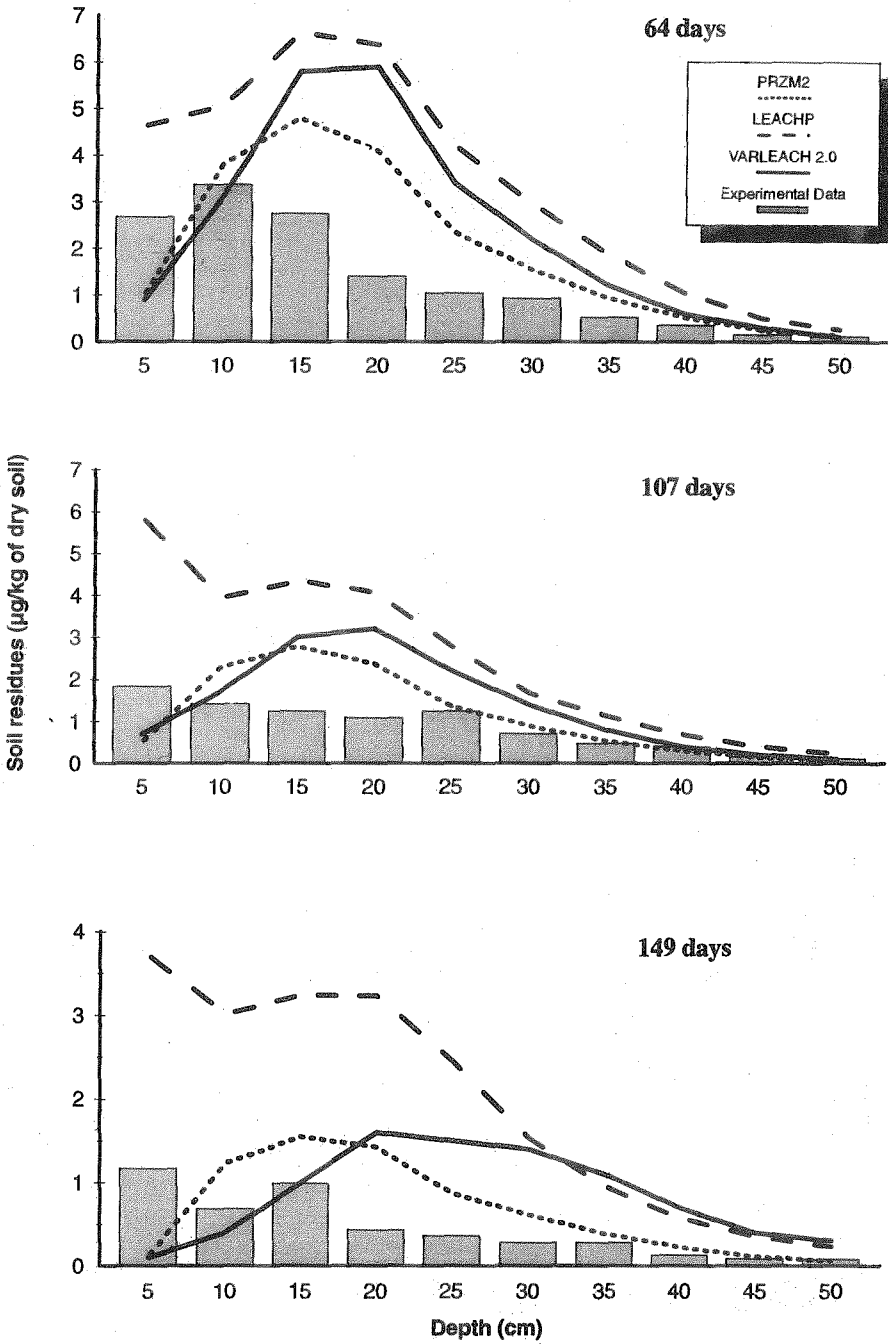 7
64 days
6
5
4
3
2
1
0
PRZM2
LEACHP
VARLEACH 2.0
Experimental Data
5 10 15 20 25 30 35 40 45 50
Soil residues (µg/kg of dry soil)
7
107 days
6
5
4
3
2
1
0
5 10 15 20 25 30 35 40 45 50
4
149 days
3
2
1
0
5 10 15 20 25 30 35 40 45 50
Depth (cm)